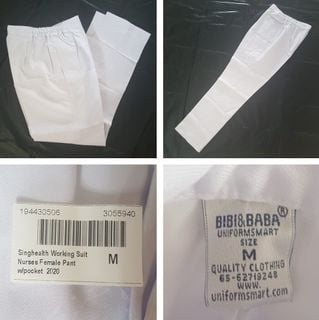 194430506 3055940
Singhealth Working Suit
Nurses Female Pant
w/pocket 2020
M
BIBI&BABA®
UNIFORMSMART
SIZE
M
QUALITY CLOTHING
65-62719248
www.
uniformsmart.com